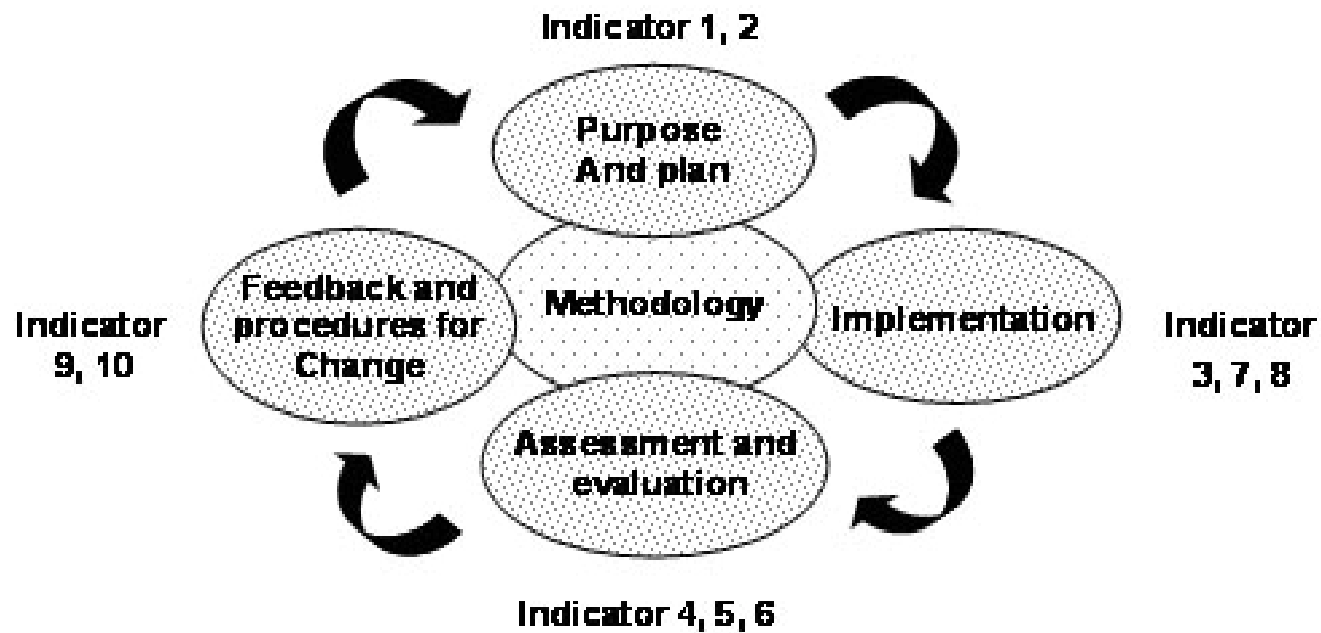 Indicator 1, 2
Purpose
And plan
Feedback and
procedures for
Change
Methodology
Implementation
Indicator
9, 10
Indicator
3, 7, 8
Assessment and
evaluation
Indicator 4, 5, 6